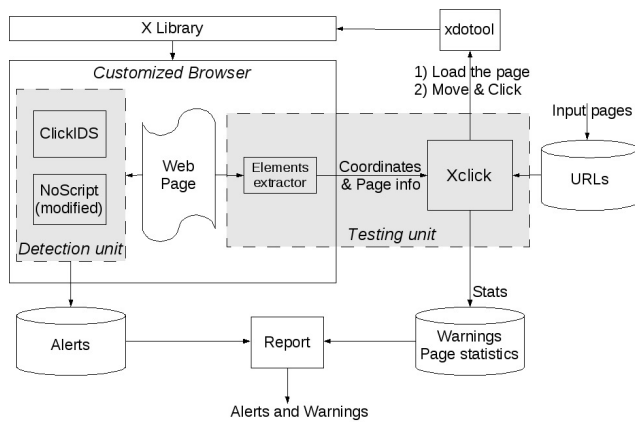 X Library
xdotool
Customized Browser
1) Load the page
2) Move & Click
Input pages
ClickIDS
NoScript
(modified)
Web
Page
Elements
extractor
Coordinates
& Page info
Xclick
URLs
Detection unit
Testing unit
Stats
Alerts
Report
Warnings
Page statistics
Alerts and Warnings